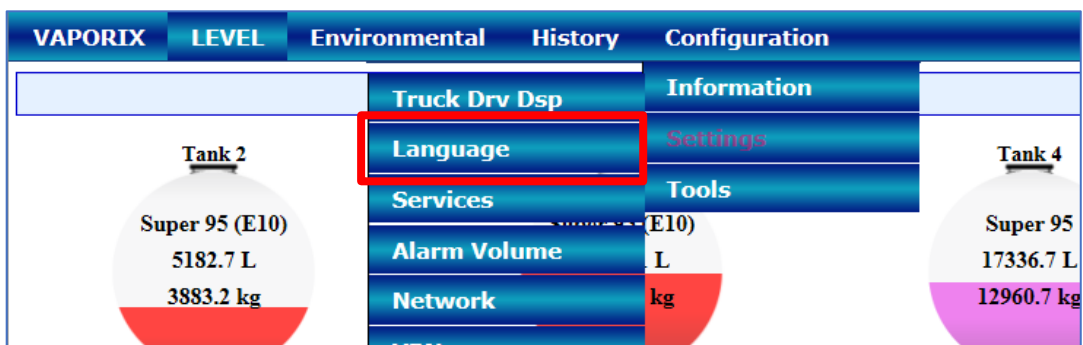 VAPORIX LEVEL Environmental History Configuration
Truck Drv Dsp
Language
Services
Alarm Volume
Network
Information
Settings
Tools
Tank 2
Super 95 (E10)
5182.7 L
3883.2 kg
(E10)
L
kg
Tank 4
Super 95
17336.7 L
12960.7 kg